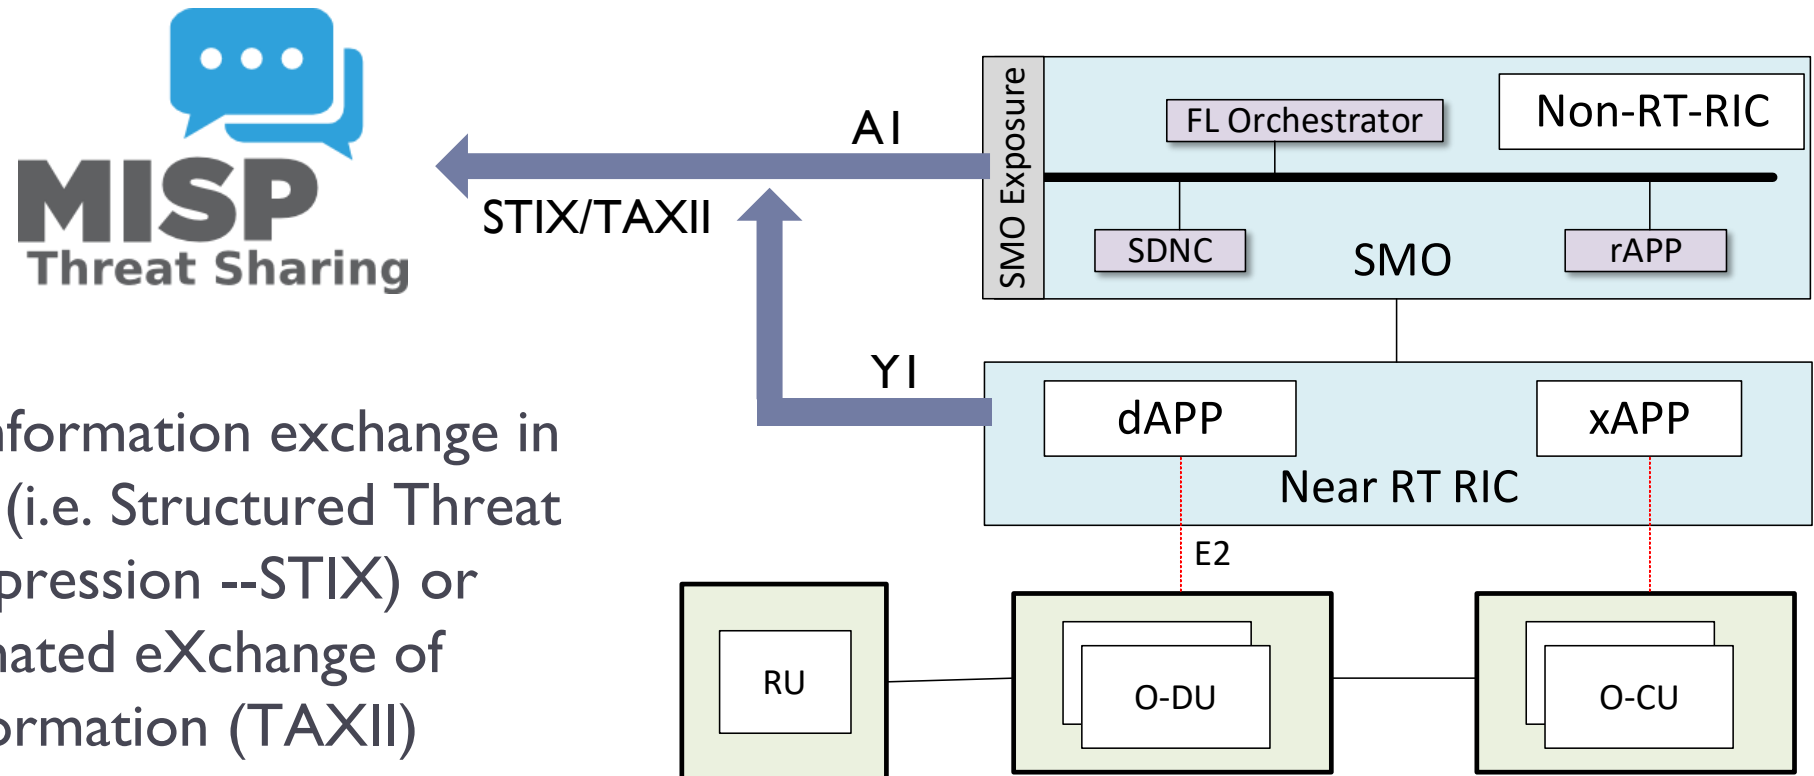 MISP
Threat Sharing
A1
STIX/TAXII
Y1
SMO Exposure
FL Orchestrator
Non-RT-RIC
SDNC
SMO
rAPP
dAPP
xAPP
Near RT RIC
E2
RU
O-DU
O-CU
nformation exchange in
(i.e. Structured Threat
pression --STIX) or
nated eXchange of
ormation (TAXII)